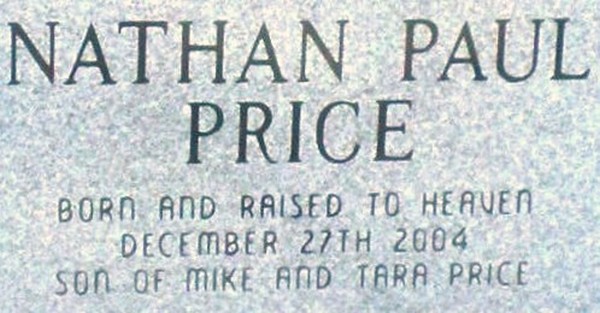 NATHAN PAUL
PRICE
BORN AND RAISED TO HEAVEN
DECEMBER 27TH 2004
SON OF MIKE AND TARA PRICE